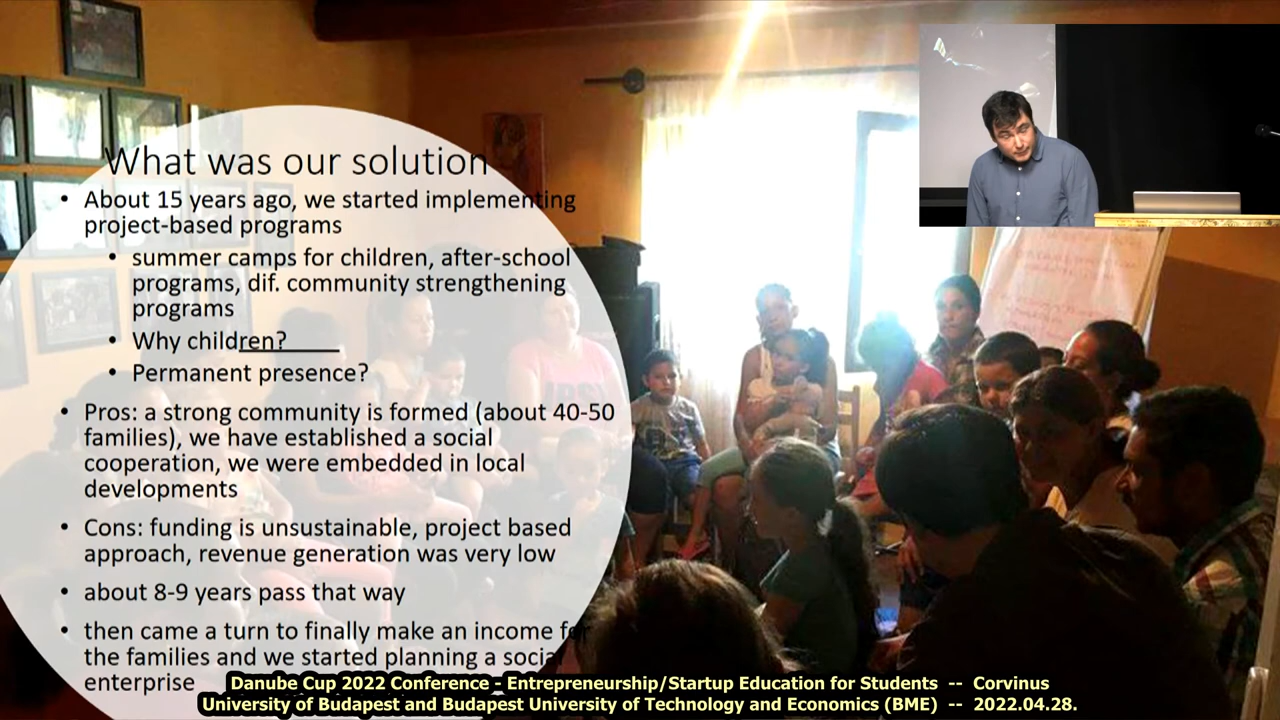 What was our solution
• About 15 years ago, we started implementing
project-based programs
• summer camps for children, after-school
programs, dif. community strengthening
programs
• Why children?
• Permanent presence?
• Pros: a strong community is formed (about 40-50
families), we have established a social
cooperation, we were embedded in local
developments
• Cons: funding is unsustainable, project based
approach, revenue generation was very low
• about 8-9 years pass that way
• then came a turn to finally make an income for
the families and we started planning a social
enterprise
Danube Cup 2022 Conference - Entrepreneurship/Startup Education for Students -- Corvinus
University of Budapest and Budapest University of Technology and Economics (BME) -- 2022.04.28.